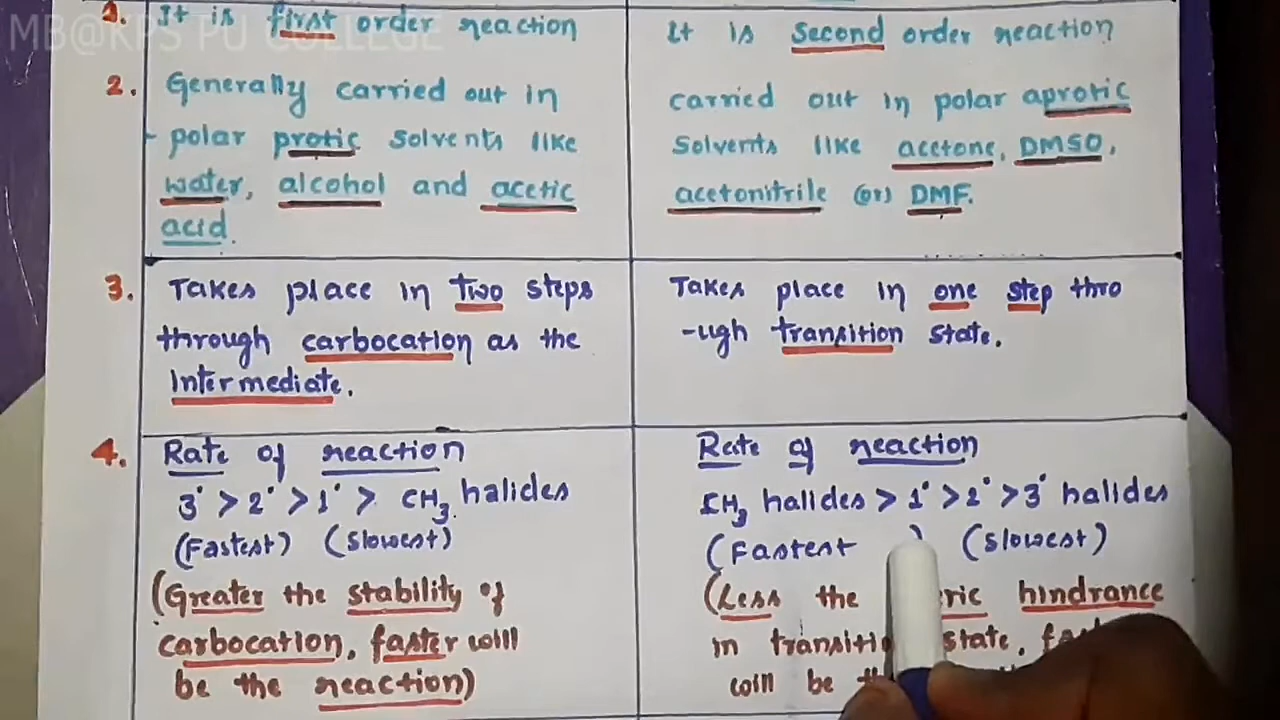 MB@KPS PU COLLEGE
1. It is first order reaction
2. Generally carried out in
polar protic solvents like
water, alcohol and acetic
acid.
3. Takes place in two steps
through carbocation as the
Intermediate.
4. Rate of reaction
3° > 2° > 1° > CH3 halides
(Fastest) (Slowest)
(Greater the stability of
carbocation, faster will
be the reaction)
It is Second order reaction
carried out in polar aprotic
solvents like acetone, DMSO,
acetonitrile (or) DMF.
Takes place in one step thro
-ugh transition state.
Rate of reaction
CH3 halides > 1° > 2° > 3° halides
(Fastest ) (Slowest)
(Less the hindrance
in state,
will be